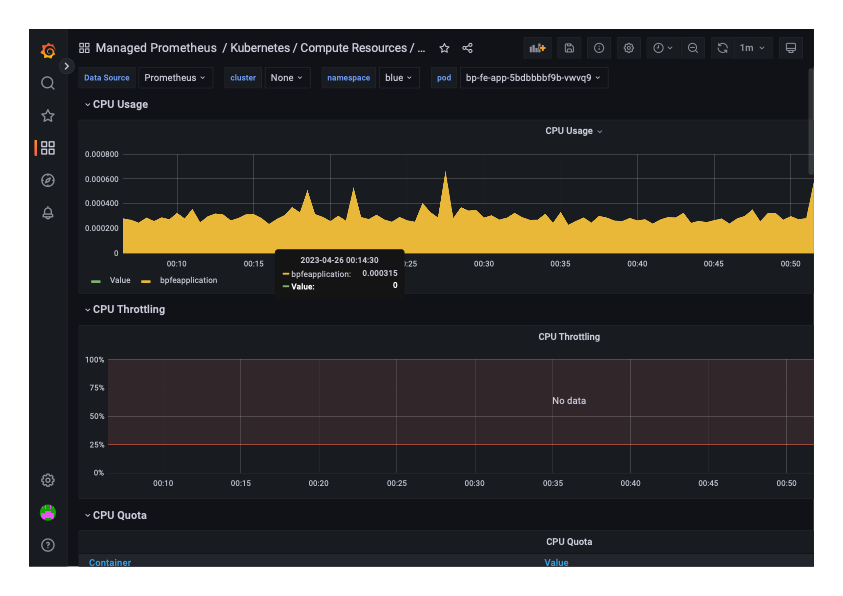 Managed Prometheus / Kubernetes / Compute Resources / ...
1m
Data Source Prometheus cluster None namespace blue pod bp-fe-app-5bdbbbbf9b-vwvq9
CPU Usage
CPU Usage
0.000800
0.000600
0.000400
0.000200
0
00:10 00:15 :25 00:30 00:35 00:40 00:45 00:50
2023-04-26 00:14:30
bpfeapplication: 0.000315
Value: 0
Value bpfeapplication
CPU Throttling
CPU Throttling
100%
75%
No data
50%
25%
0%
00:10 00:15 00:20 00:25 00:30 00:35 00:40 00:45 00:50
CPU Quota
CPU Quota
Container Value